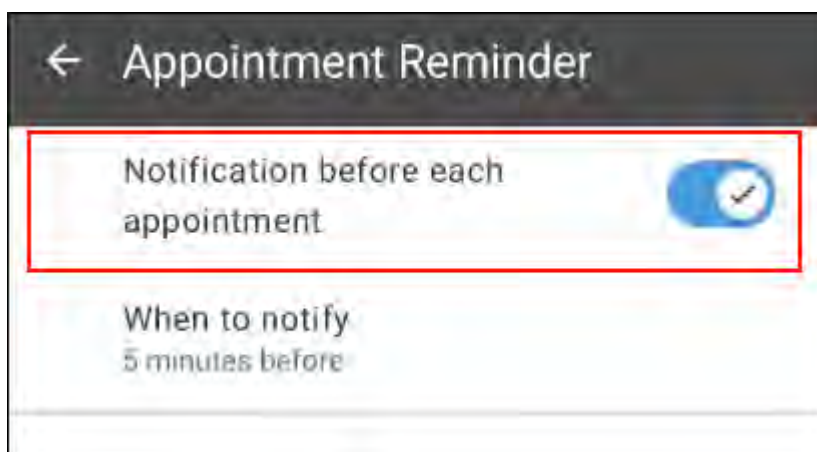 Appointment Reminder
Notification before each
appointment
When to notify
5 minutes before